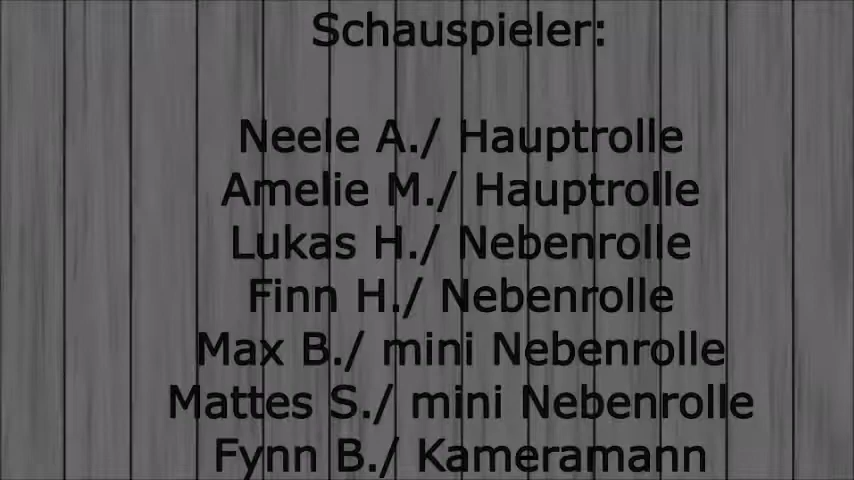 Schauspieler:
Neele A./ Hauptrolle
Amelie M./ Hauptrolle
Lukas H./ Nebenrolle
Finn H./ Nebenrolle
Max B./ mini Nebenrolle
Mattes S./ mini Nebenrolle
Fynn B./ Kameramann